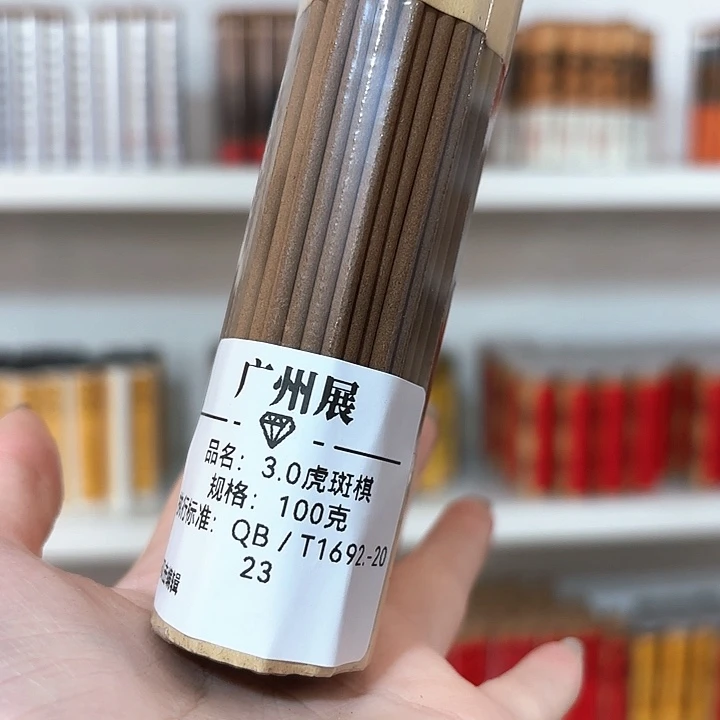 广州展
品名：3.0虎斑棋
规格：100克
执行标准：QB/T1692.-20
23